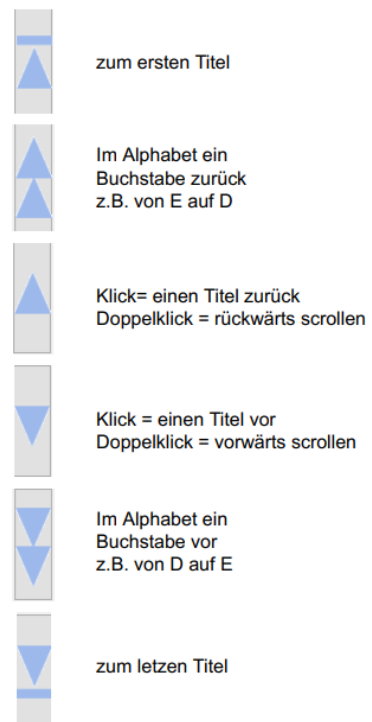 zum ersten Titel
Im Alphabet ein
Buchstabe zurück
z.B. von E auf D
Klick= einen Titel zurück
Doppelklick = rückwärts scrollen
Klick = einen Titel vor
Doppelklick = vorwärts scrollen
Im Alphabet ein
Buchstabe vor
z.B. von D auf E
zum letzen Titel